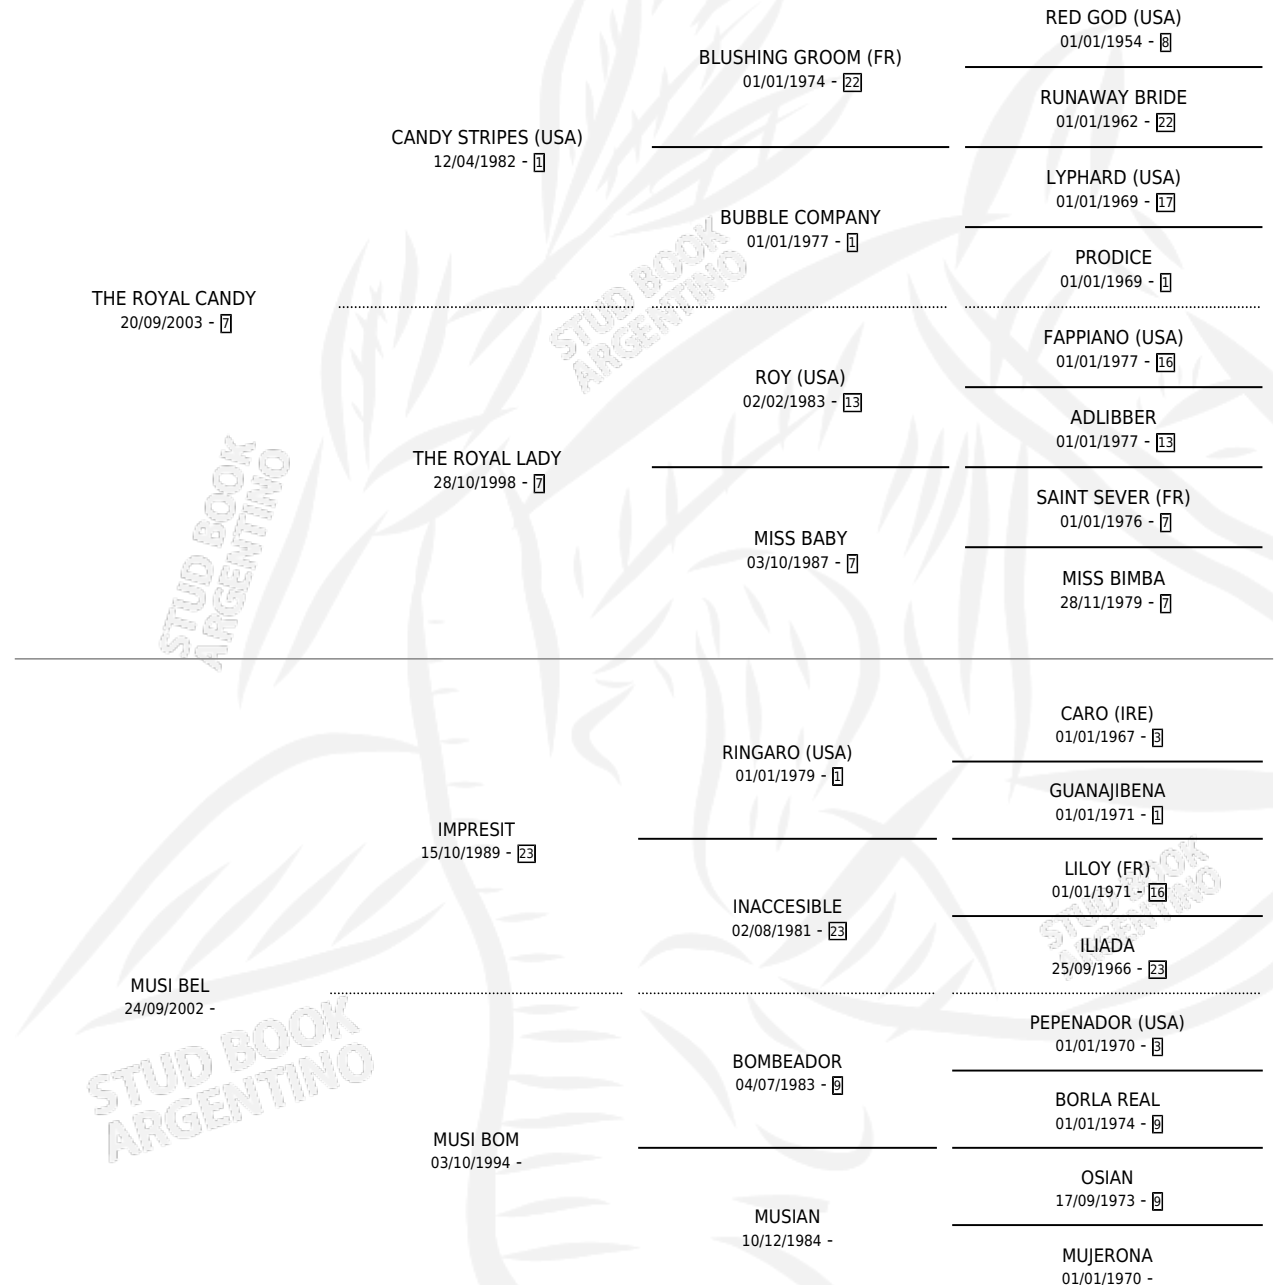 RED GOD (USA)
01/01/1954 - 8
BLUSHING GROOM (FR)
01/01/1974 - 22
RUNAWAY BRIDE
01/01/1962 - 22
CANDY STRIPES (USA)
12/04/1982 - 1
LYPHARD (USA)
01/01/1969 - 17
BUBBLE COMPANY
01/01/1977 - 1
PRODICE
01/01/1969 - 1
THE ROYAL CANDY
20/09/2003 - 7
STUD BOOK
ARGENTINO
FAPPIANO (USA)
01/01/1977 - 16
ROY (USA)
02/02/1983 - 13
ADLIBBER
01/01/1977 - 13
THE ROYAL LADY
28/10/1998 - 7
SAINT SEVER (FR)
01/01/1976 - 7
MISS BABY
03/10/1987 - 7
MISS BIMBA
28/11/1979 - 7
STUD BOOK
ARGENTINO
CARO (IRE)
01/01/1967 - 3
RINGARO (USA)
01/01/1979 - 1
GUANAJIBENA
01/01/1971 - 1
IMPRESIT
15/10/1989 - 23
LILOY (FR)
01/01/1971 - 16
INACCESIBLE
02/08/1981 - 23
STUD BOOK
ARGENTINO
ILIADA
25/09/1966 - 23
MUSI BEL
24/09/2002 -
PEPENADOR (USA)
01/01/1970 - 3
BOMBEADOR
04/07/1983 - 9
BORLA REAL
01/01/1974 - 9
STUD BOOK
ARGENTINO
MUSI BOM
03/10/1994 -
OSIAN
17/09/1973 - 9
MUSIAN
10/12/1984 -
MUJERONA
01/01/1970 -